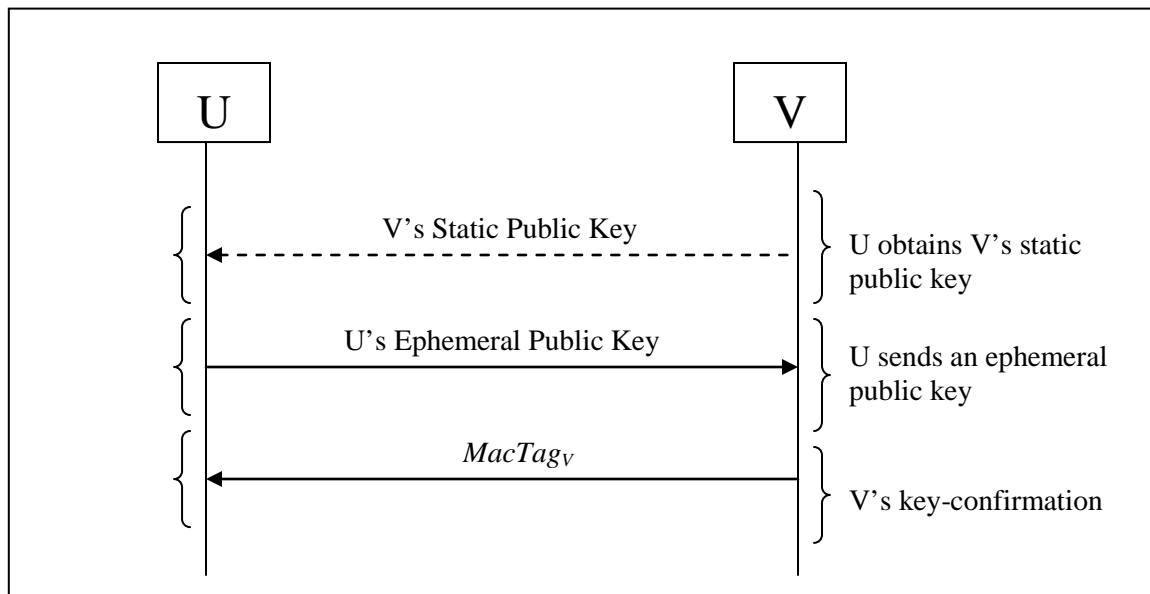 U
V
V’s Static Public Key
U obtains V’s static
public key
U’s Ephemeral Public Key
U sends an ephemeral
public key
MacTagV
V’s key-confirmation